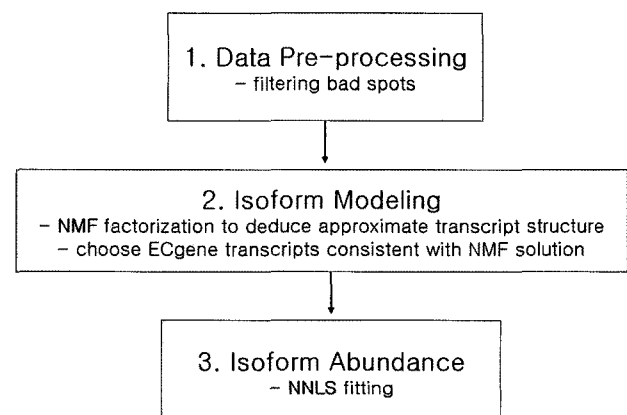 1. Data Pre-processing
- filtering bad spots
2. Isoform Modeling
- NMF factorization to deduce approximate transcript structure
- choose ECgene transcripts consistent with NMF solution
3. Isoform Abundance
- NNLS fitting